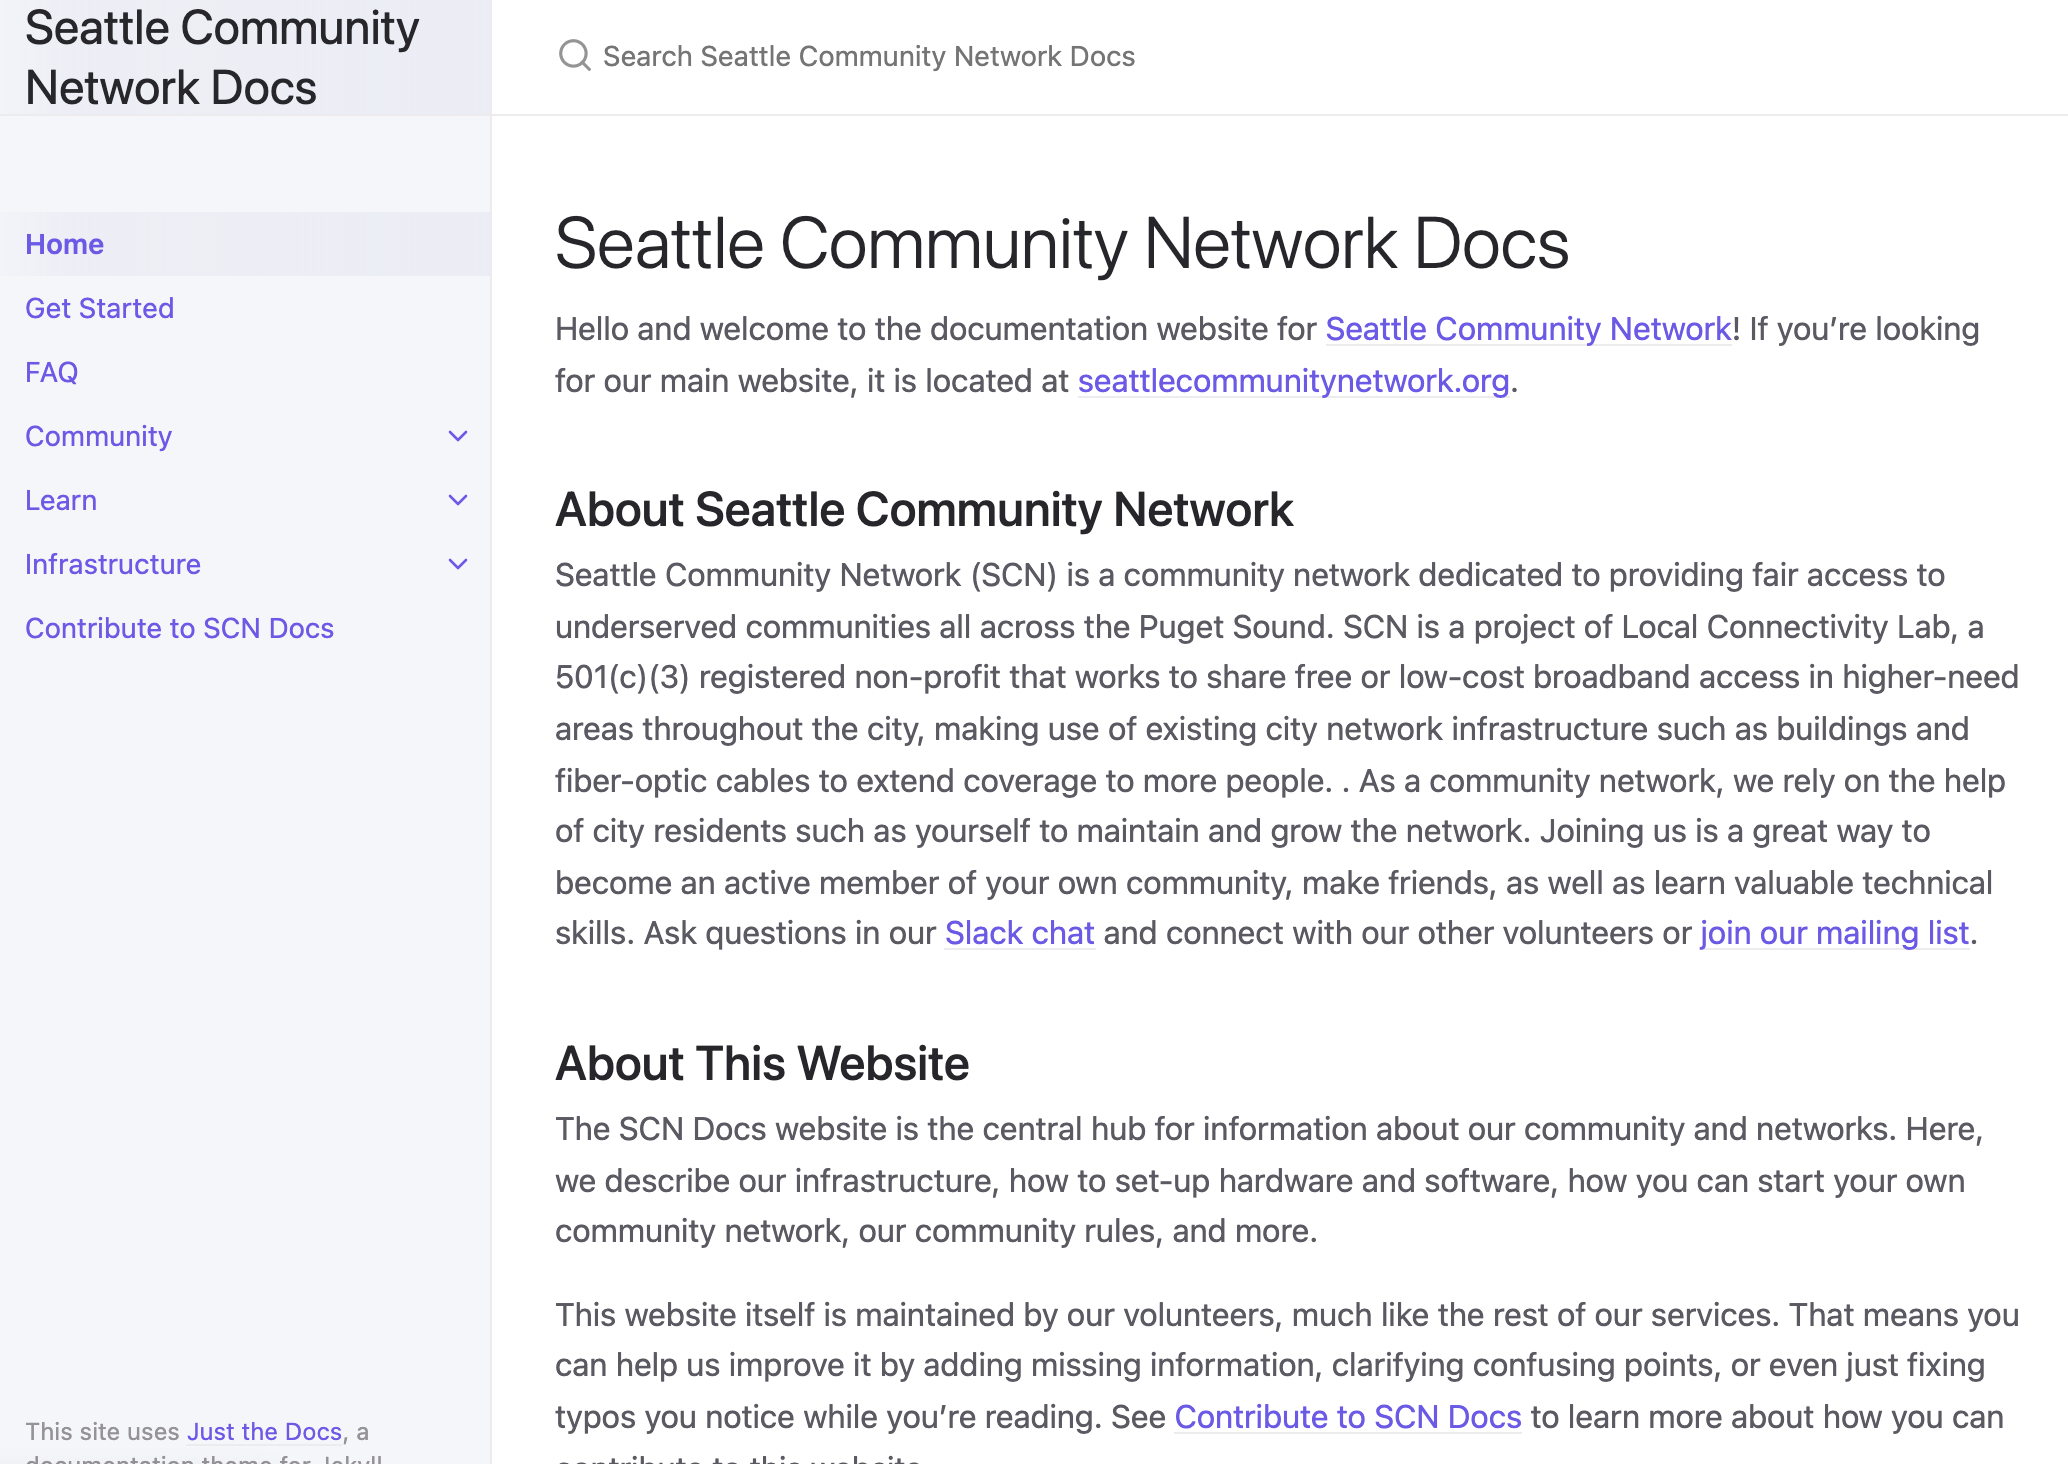 Seattle Community
Network Docs
Search Seattle Community Network Docs
Home
Get Started
FAQ
Community
Learn
Infrastructure
Contribute to SCN Docs
This site uses Just the Docs, a
documentation theme for Jekyll
Seattle Community Network Docs
Hello and welcome to the documentation website for Seattle Community Network! If you’re looking
for our main website, it is located at seattlecommunitynetwork.org.
About Seattle Community Network
Seattle Community Network (SCN) is a community network dedicated to providing fair access to
underserved communities all across the Puget Sound. SCN is a project of Local Connectivity Lab, a
501(c)(3) registered non-profit that works to share free or low-cost broadband access in higher-need
areas throughout the city, making use of existing city network infrastructure such as buildings and
fiber-optic cables to extend coverage to more people. . As a community network, we rely on the help
of city residents such as yourself to maintain and grow the network. Joining us is a great way to
become an active member of your own community, make friends, as well as learn valuable technical
skills. Ask questions in our Slack chat and connect with our other volunteers or join our mailing list.
About This Website
The SCN Docs website is the central hub for information about our community and networks. Here,
we describe our infrastructure, how to set-up hardware and software, how you can start your own
community network, our community rules, and more.
This website itself is maintained by our volunteers, much like the rest of our services. That means you
can help us improve it by adding missing information, clarifying confusing points, or even just fixing
typos you notice while you’re reading. See Contribute to SCN Docs to learn more about how you can
contribute to this website.